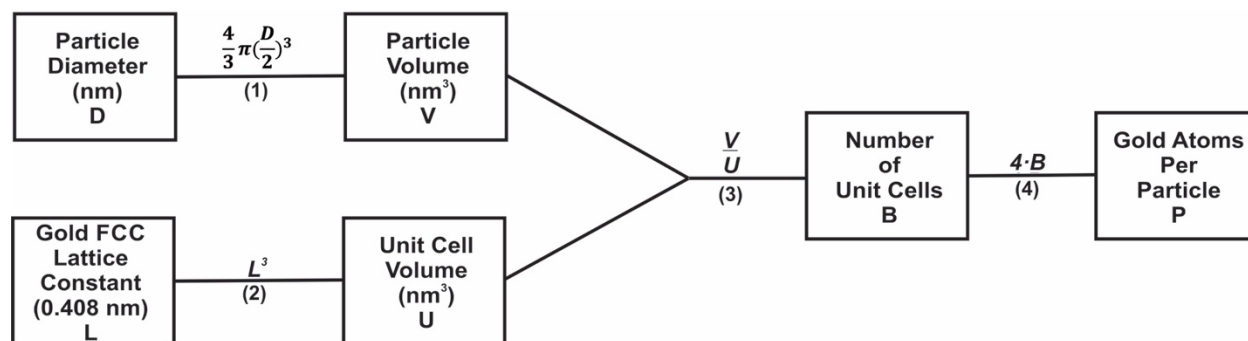 Particle
Diameter
(nm)
D
4/3 π(D/2)³
(1)
Particle
Volume
(nm³)
V
Gold FCC
Lattice
Constant
(0.408 nm)
L
L³
(2)
Unit Cell
Volume
(nm³)
U
V/U
(3)
Number
of
Unit Cells
B
4·B
(4)
Gold Atoms
Per
Particle
P